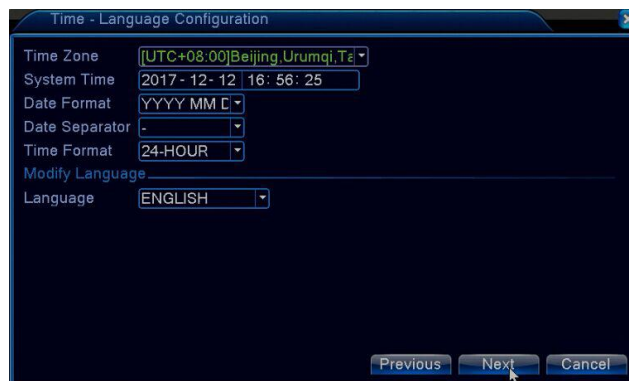 Time - Language Configuration
Time Zone [UTC+08:00]Beijing,Urumqi,Ta
System Time 2017-12-12 16:56:25
Date Format YYYY MM D
Date Separator -
Time Format 24-HOUR
Modify Language
Language ENGLISH
Previous Next Cancel